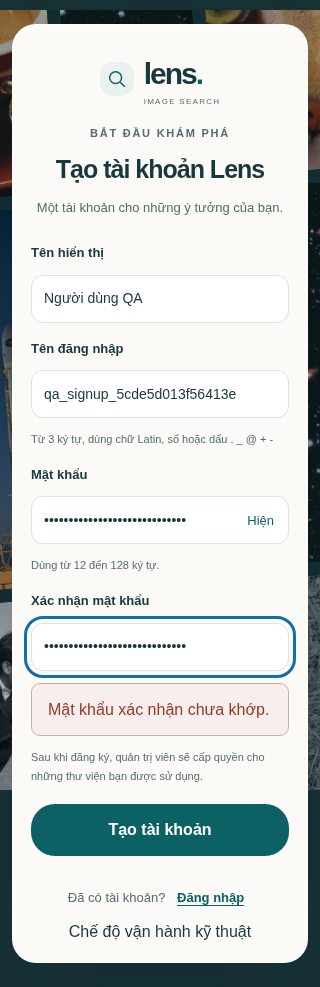 lens.
IMAGE SEARCH
BẮT ĐẦU KHÁM PHÁ
Tạo tài khoản Lens
Một tài khoản cho những ý tưởng của bạn.
Tên hiển thị
Người dùng QA
Tên đăng nhập
qa_signup_5cde5d013f56413e
Từ 3 ký tự, dùng chữ Latin, số hoặc dấu . _ @ + -
Mật khẩu
•••••••••••••••••••••••••••••
Hiện
Dùng từ 12 đến 128 ký tự.
Xác nhận mật khẩu
•••••••••••••••••••••••••••••
Mật khẩu xác nhận chưa khớp.
Sau khi đăng ký, quản trị viên sẽ cấp quyền cho
những thư viện bạn được sử dụng.
Tạo tài khoản
Đã có tài khoản? Đăng nhập
Chế độ vận hành kỹ thuật